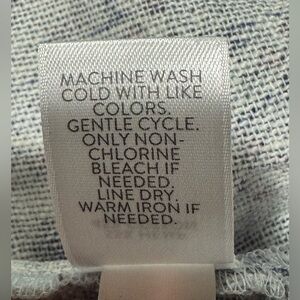 MACHINE WASH
COLD WITH LIKE
COLORS.
GENTLE CYCLE.
ONLY NON-
CHLORINE
BLEACH IF
NEEDED.
LINE DRY.
WARM IRON IF
NEEDED.